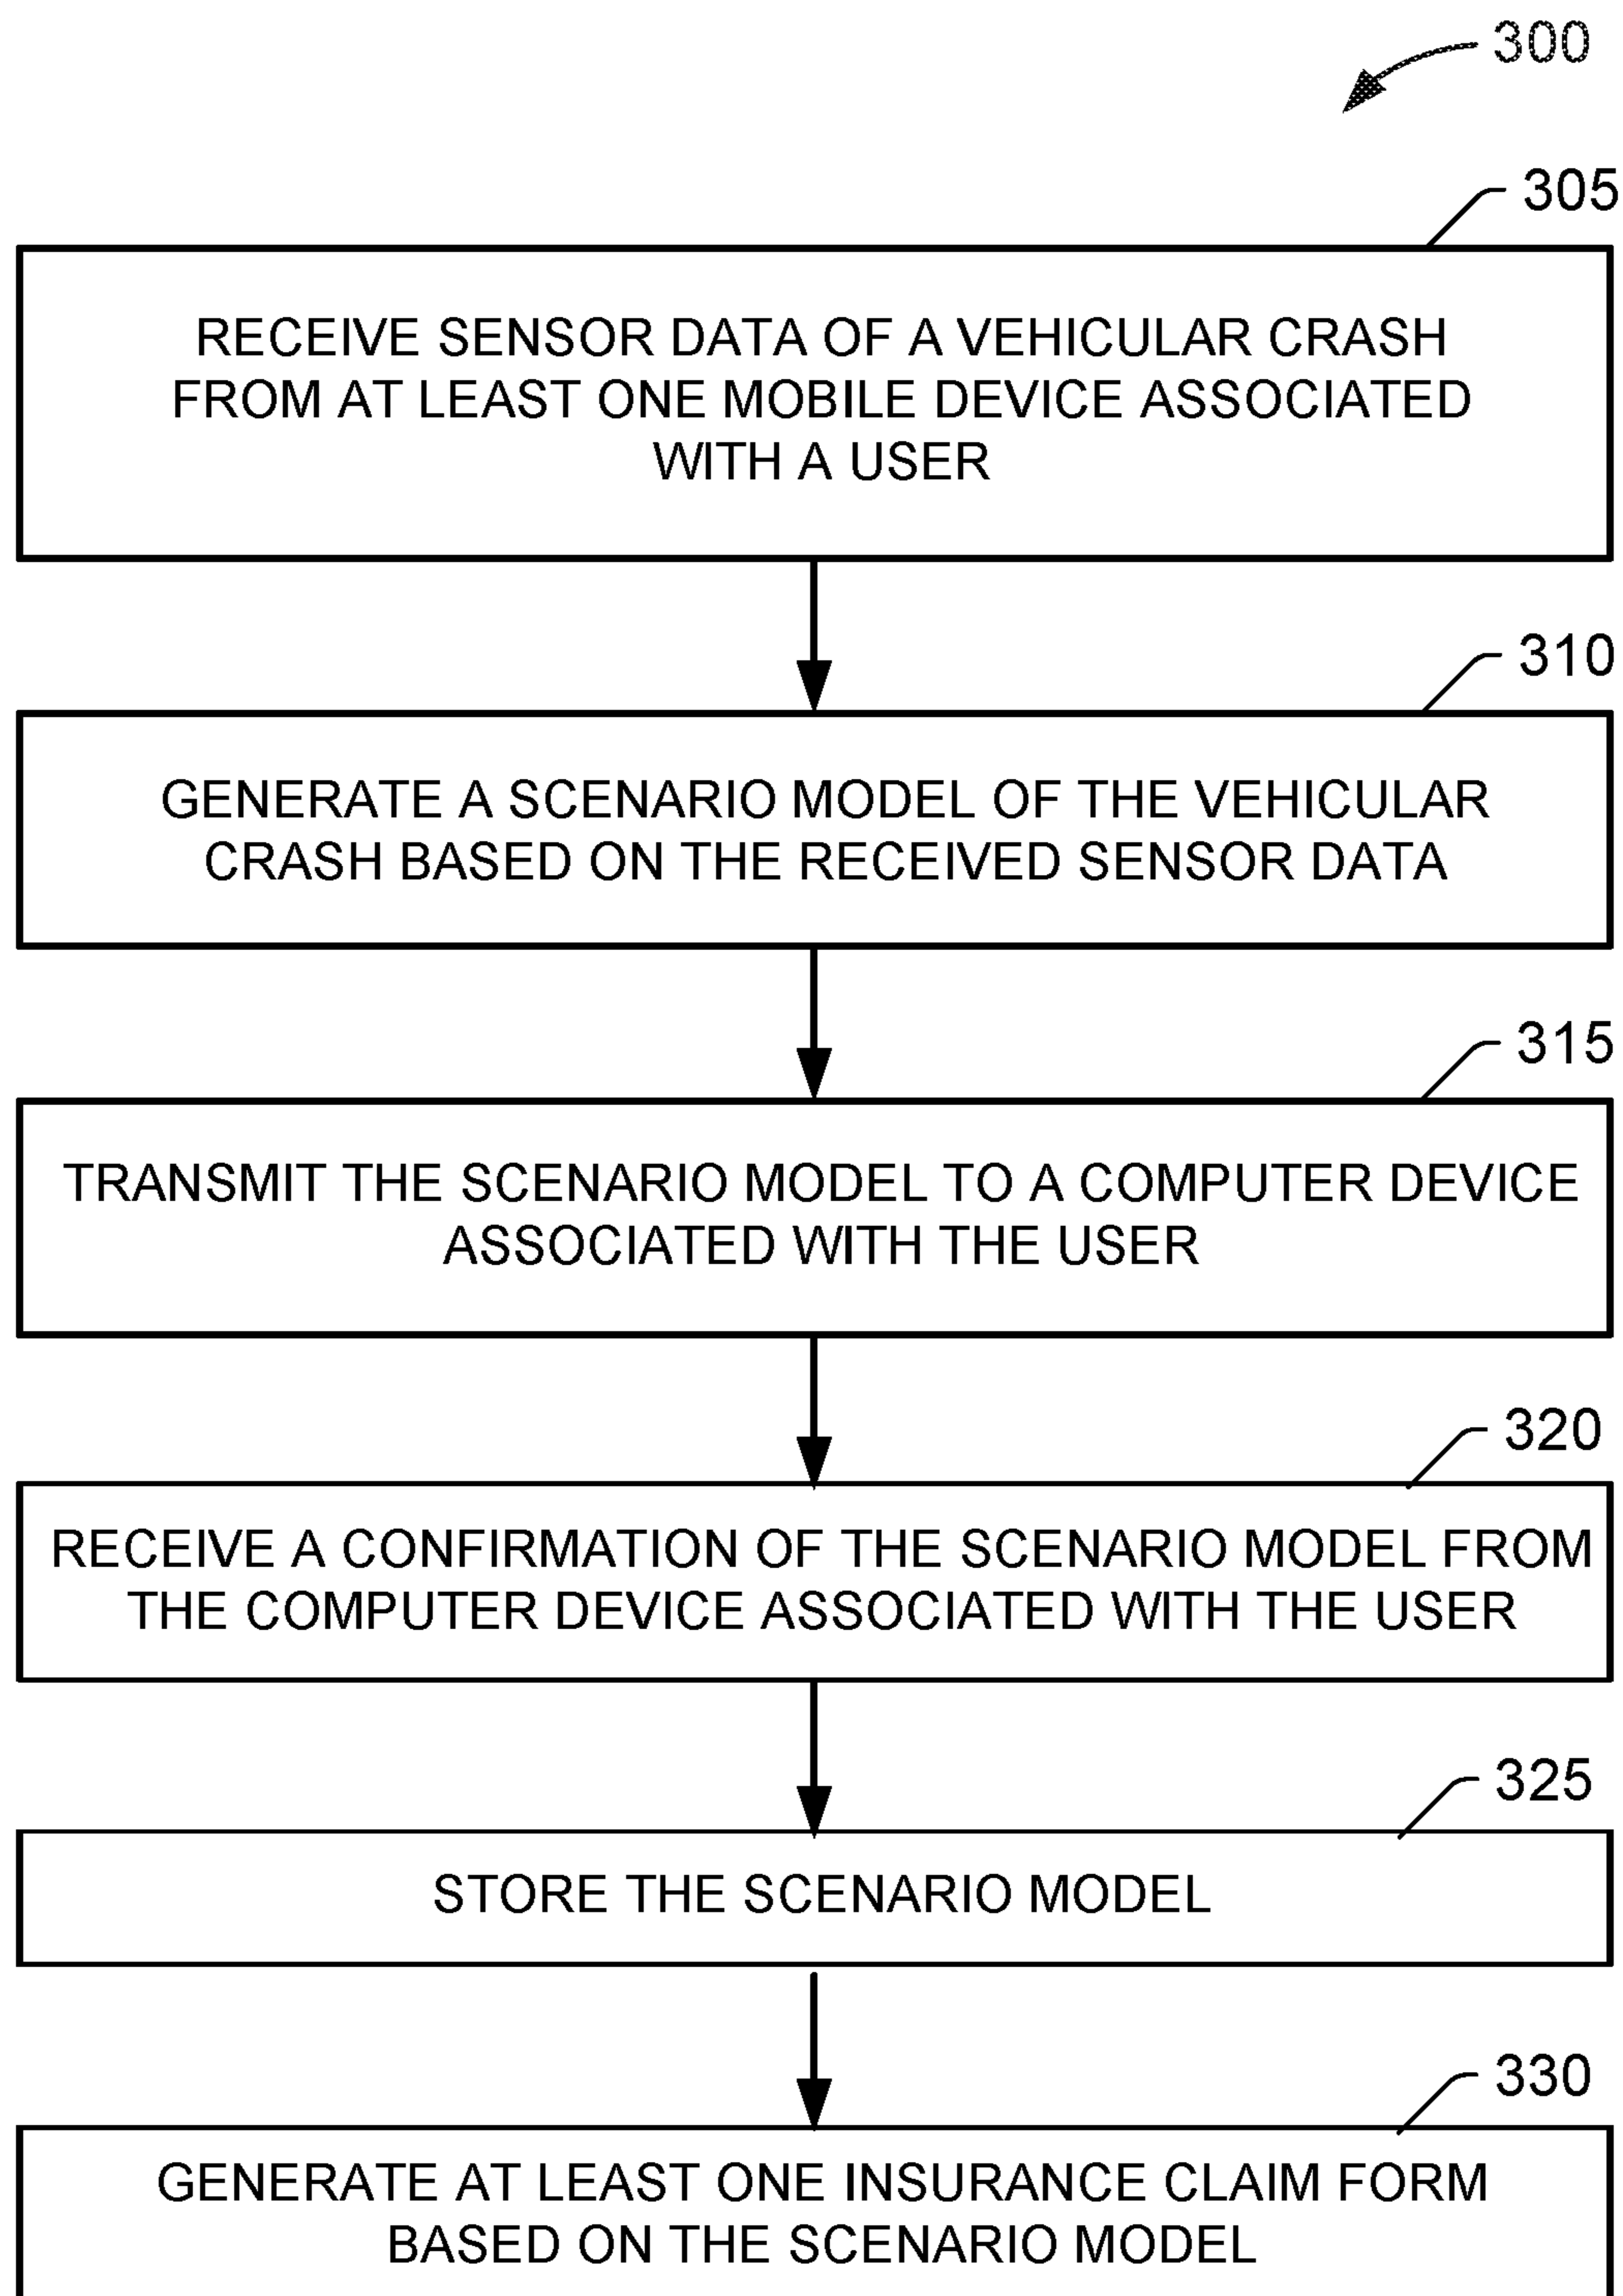 300
305
RECEIVE SENSOR DATA OF A VEHICULAR CRASH
FROM AT LEAST ONE MOBILE DEVICE ASSOCIATED
WITH A USER
310
GENERATE A SCENARIO MODEL OF THE VEHICULAR
CRASH BASED ON THE RECEIVED SENSOR DATA
315
TRANSMIT THE SCENARIO MODEL TO A COMPUTER DEVICE
ASSOCIATED WITH THE USER
320
RECEIVE A CONFIRMATION OF THE SCENARIO MODEL FROM
THE COMPUTER DEVICE ASSOCIATED WITH THE USER
325
STORE THE SCENARIO MODEL
330
GENERATE AT LEAST ONE INSURANCE CLAIM FORM
BASED ON THE SCENARIO MODEL